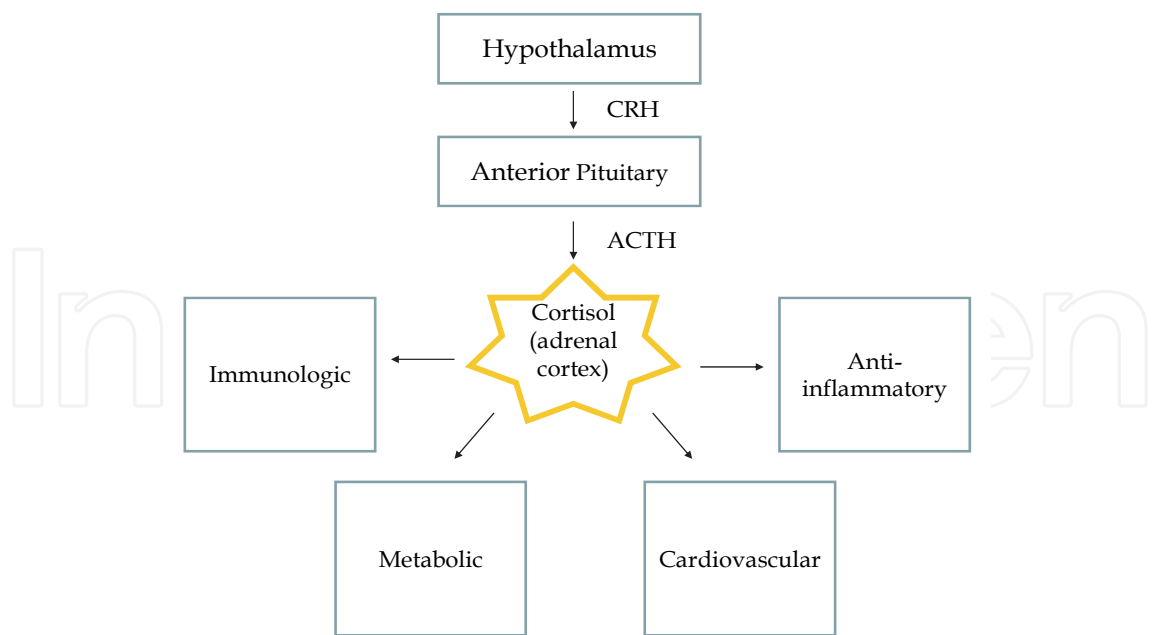 Hypothalamus
CRH
Anterior Pituitary
ACTH
Cortisol
(adrenal
cortex)
Immunologic
Anti-
inflammatory
Metabolic
Cardiovascular